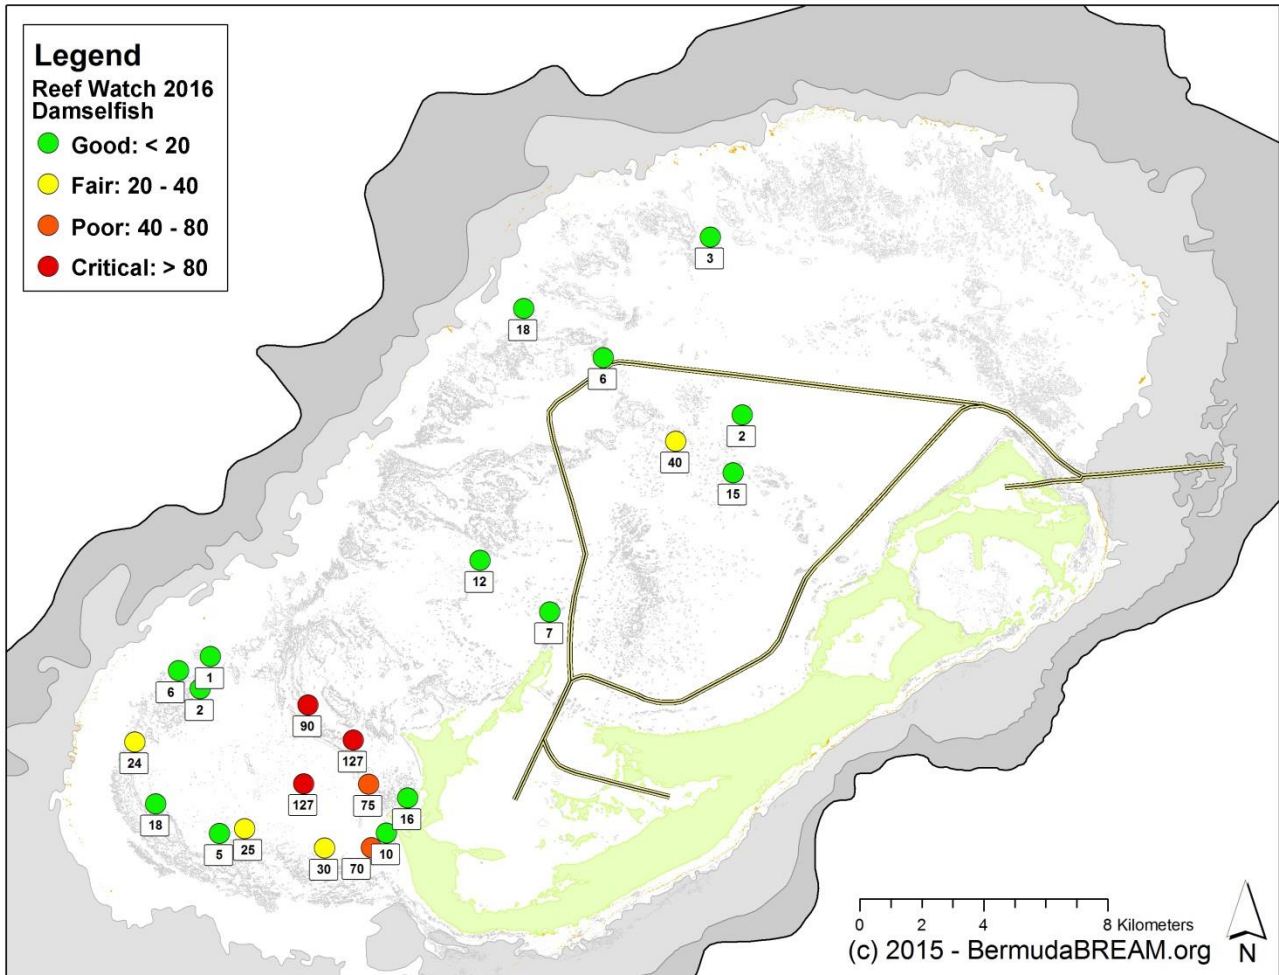 Legend
Reef Watch 2016
Damselfish
Good: < 20
Fair: 20 - 40
Poor: 40 - 80
Critical: > 80
3
18
6
2
40
15
12
7
1
6
2
90
24
127
127
75
16
18
5
25
30
70
10
0 2 4 8 Kilometers
(c) 2015 - BermudaBREAM.org
N